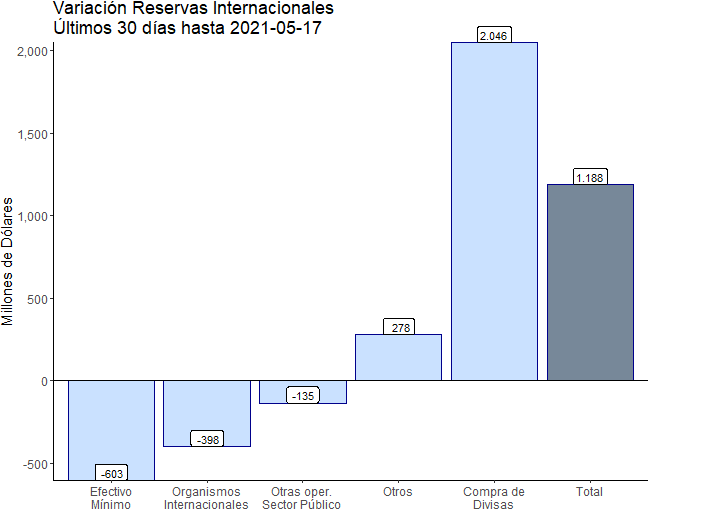 Variación Reservas Internacionales
Últimos 30 días hasta 2021-05-17
Millones de Dólares
2,000
1,500
1,000
500
0
-500
-603
-398
-135
278
2.046
1.188
Efectivo
Mínimo
Organismos
Internacionales
Otras oper.
Sector Público
Otros
Compra de
Divisas
Total